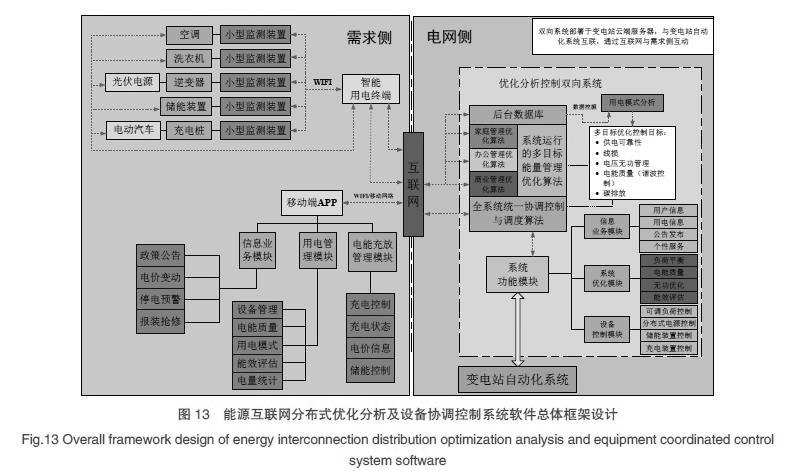 需求侧
空调
小型监测装置
洗衣机
小型监测装置
光伏电源
逆变器
小型监测装置
储能装置
小型监测装置
电动汽车
充电桩
小型监测装置
WIFI
智能
用电终端
互联网
WIFI/移动网络
移动端APP
信息业
务模块
用电管
理模块
电能充放
管理模块
政策公告
电价变动
停电预警
报装抢修
设备管理
电能质量
用电模式
能效评估
电量统计
充电控制
充电状态
电价信息
储能控制
电网侧
双向系统部署于变电站云端服务器，与变电站自动
化系统互联，通过互联网与需求侧互动
优化分析控制双向系统
后台数据库
数据挖掘
用电模式分析
家庭管理优
化算法
办公管理优
化算法
商业管理优
化算法
系统运行
的多目标
能量管理
优化算法
全系统统一协调控制
与调度算法
多目标优化控制目标：
• 供电可靠性
• 线损
• 电压无功管理
• 电能质量（谐波控
制）
• 碳排放
系统
功能模块
信息
业务模块
用户信息
用电信息
公告发布
个性服务
系统
优化模块
负荷平衡
电能质量
无功优化
能效评估
设备
控制模块
可调负荷控制
分布式电源控制
储能装置控制
充电装置控制
变电站自动化系统
图 13 能源互联网分布式优化分析及设备协调控制系统软件总体框架设计
Fig.13 Overall framework design of energy interconnection distribution optimization analysis and equipment coordinated control
system software